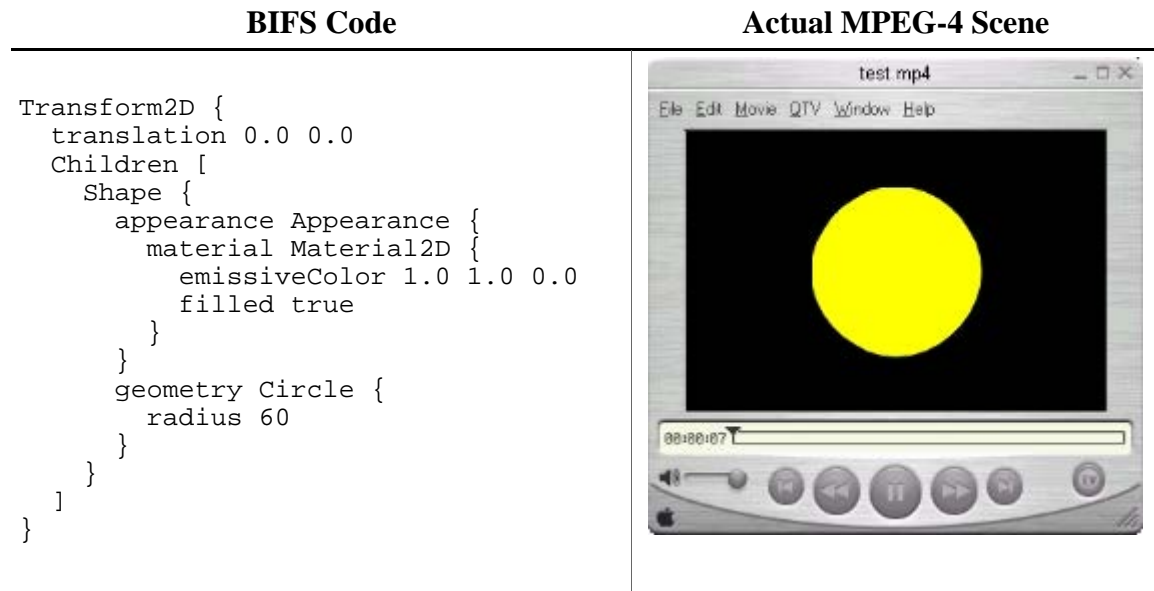 BIFS Code
Actual MPEG-4 Scene
Transform2D {
  translation 0.0 0.0
  Children [
    Shape {
      appearance Appearance {
        material Material2D {
          emissiveColor 1.0 1.0 0.0
          filled true
        }
      }
      geometry Circle {
        radius 60
      }
    }
  ]
}
test.mp4
File Edit Movie QTV Window Help
00:00:07
TV